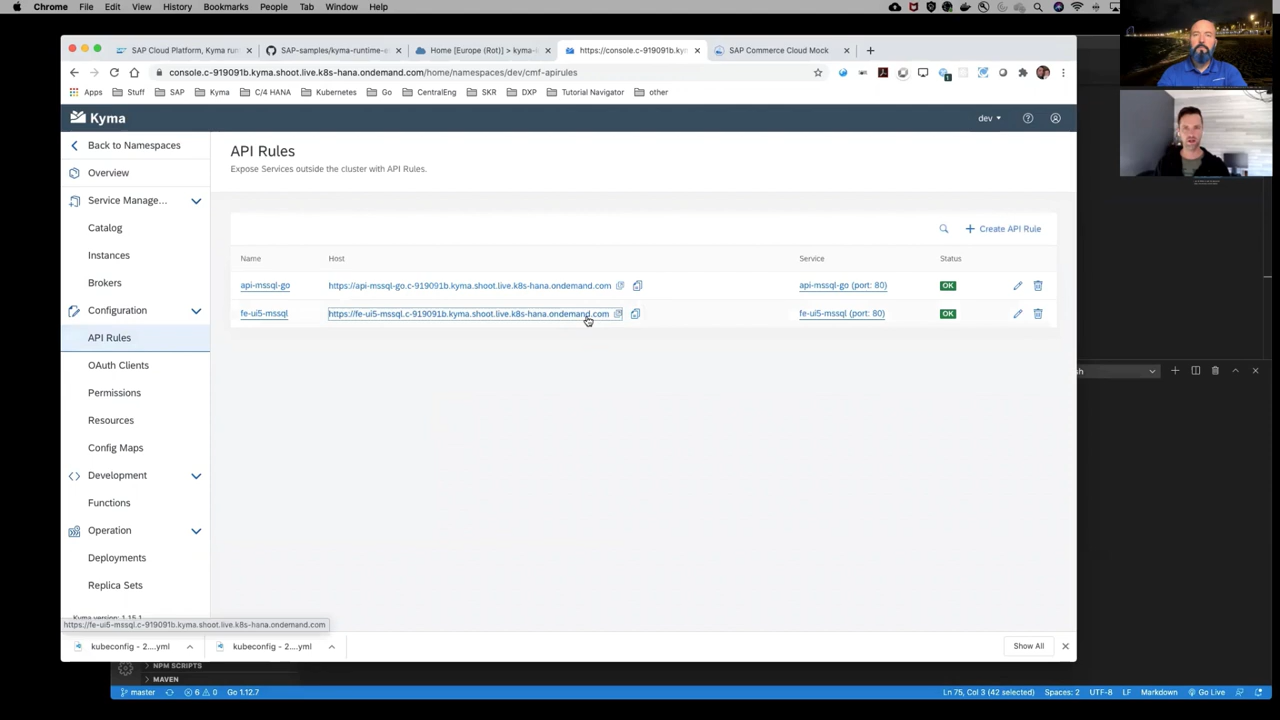 Chrome File Edit View History Bookmarks People Tab Window Help
SAP Cloud Platform, Kyma run
SAP-samples/kyma-runtime-e
Home [Europe (Rot)] > kyma-
https://console.c-919091b.ky
SAP Commerce Cloud Mock
console.c-919091b.kyma.shoot.live.k8s-hana.ondemand.com/home/namespaces/dev/cmf-apirules
Apps Stuff SAP Kyma C/4 HANA Kubernetes Go CentralEng SKR DXP Tutorial Navigator other
Kyma
dev
Back to Namespaces
Overview
Service Manage...
Catalog
Instances
Brokers
Configuration
API Rules
OAuth Clients
Permissions
Resources
Config Maps
Development
Functions
Operation
Deployments
Replica Sets
Kyma version: 1.15.1
API Rules
Expose Services outside the cluster with API Rules.
+ Create API Rule
Name Host Service Status
api-mssql-go https://api-mssql-go.c-919091b.kyma.shoot.live.k8s-hana.ondemand.com api-mssql-go (port: 80) OK
fe-ui5-mssql https://fe-ui5-mssql.c-919091b.kyma.shoot.live.k8s-hana.ondemand.com fe-ui5-mssql (port: 80) OK
https://fe-ui5-mssql.c-919091b.kyma.shoot.live.k8s-hana.ondemand.com
kubeconfig - 2....yml
kubeconfig - 2....yml
Show All
NPM SCRIPTS
MAVEN
master 6 0 Go 1.12.7
Ln 75, Col 3 (42 selected) Spaces: 2 UTF-8 LF Markdown Go Live